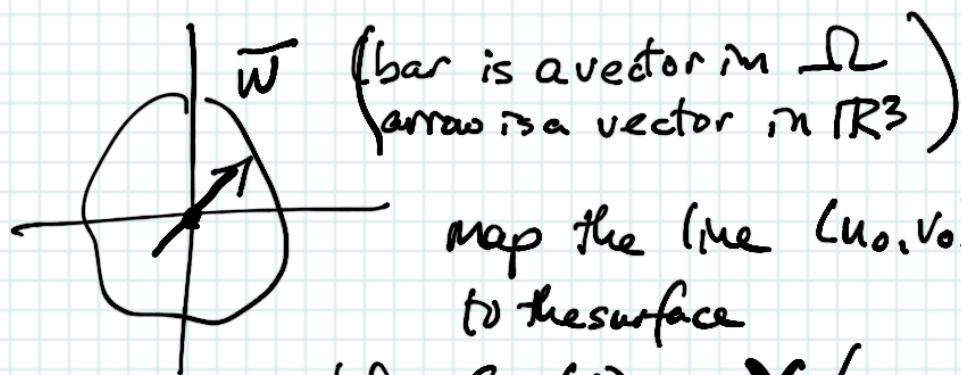 w̅ (bar is a vector in Ω
arrow is a vector in ℝ3)
map the line (u₀, v₀
to the surface